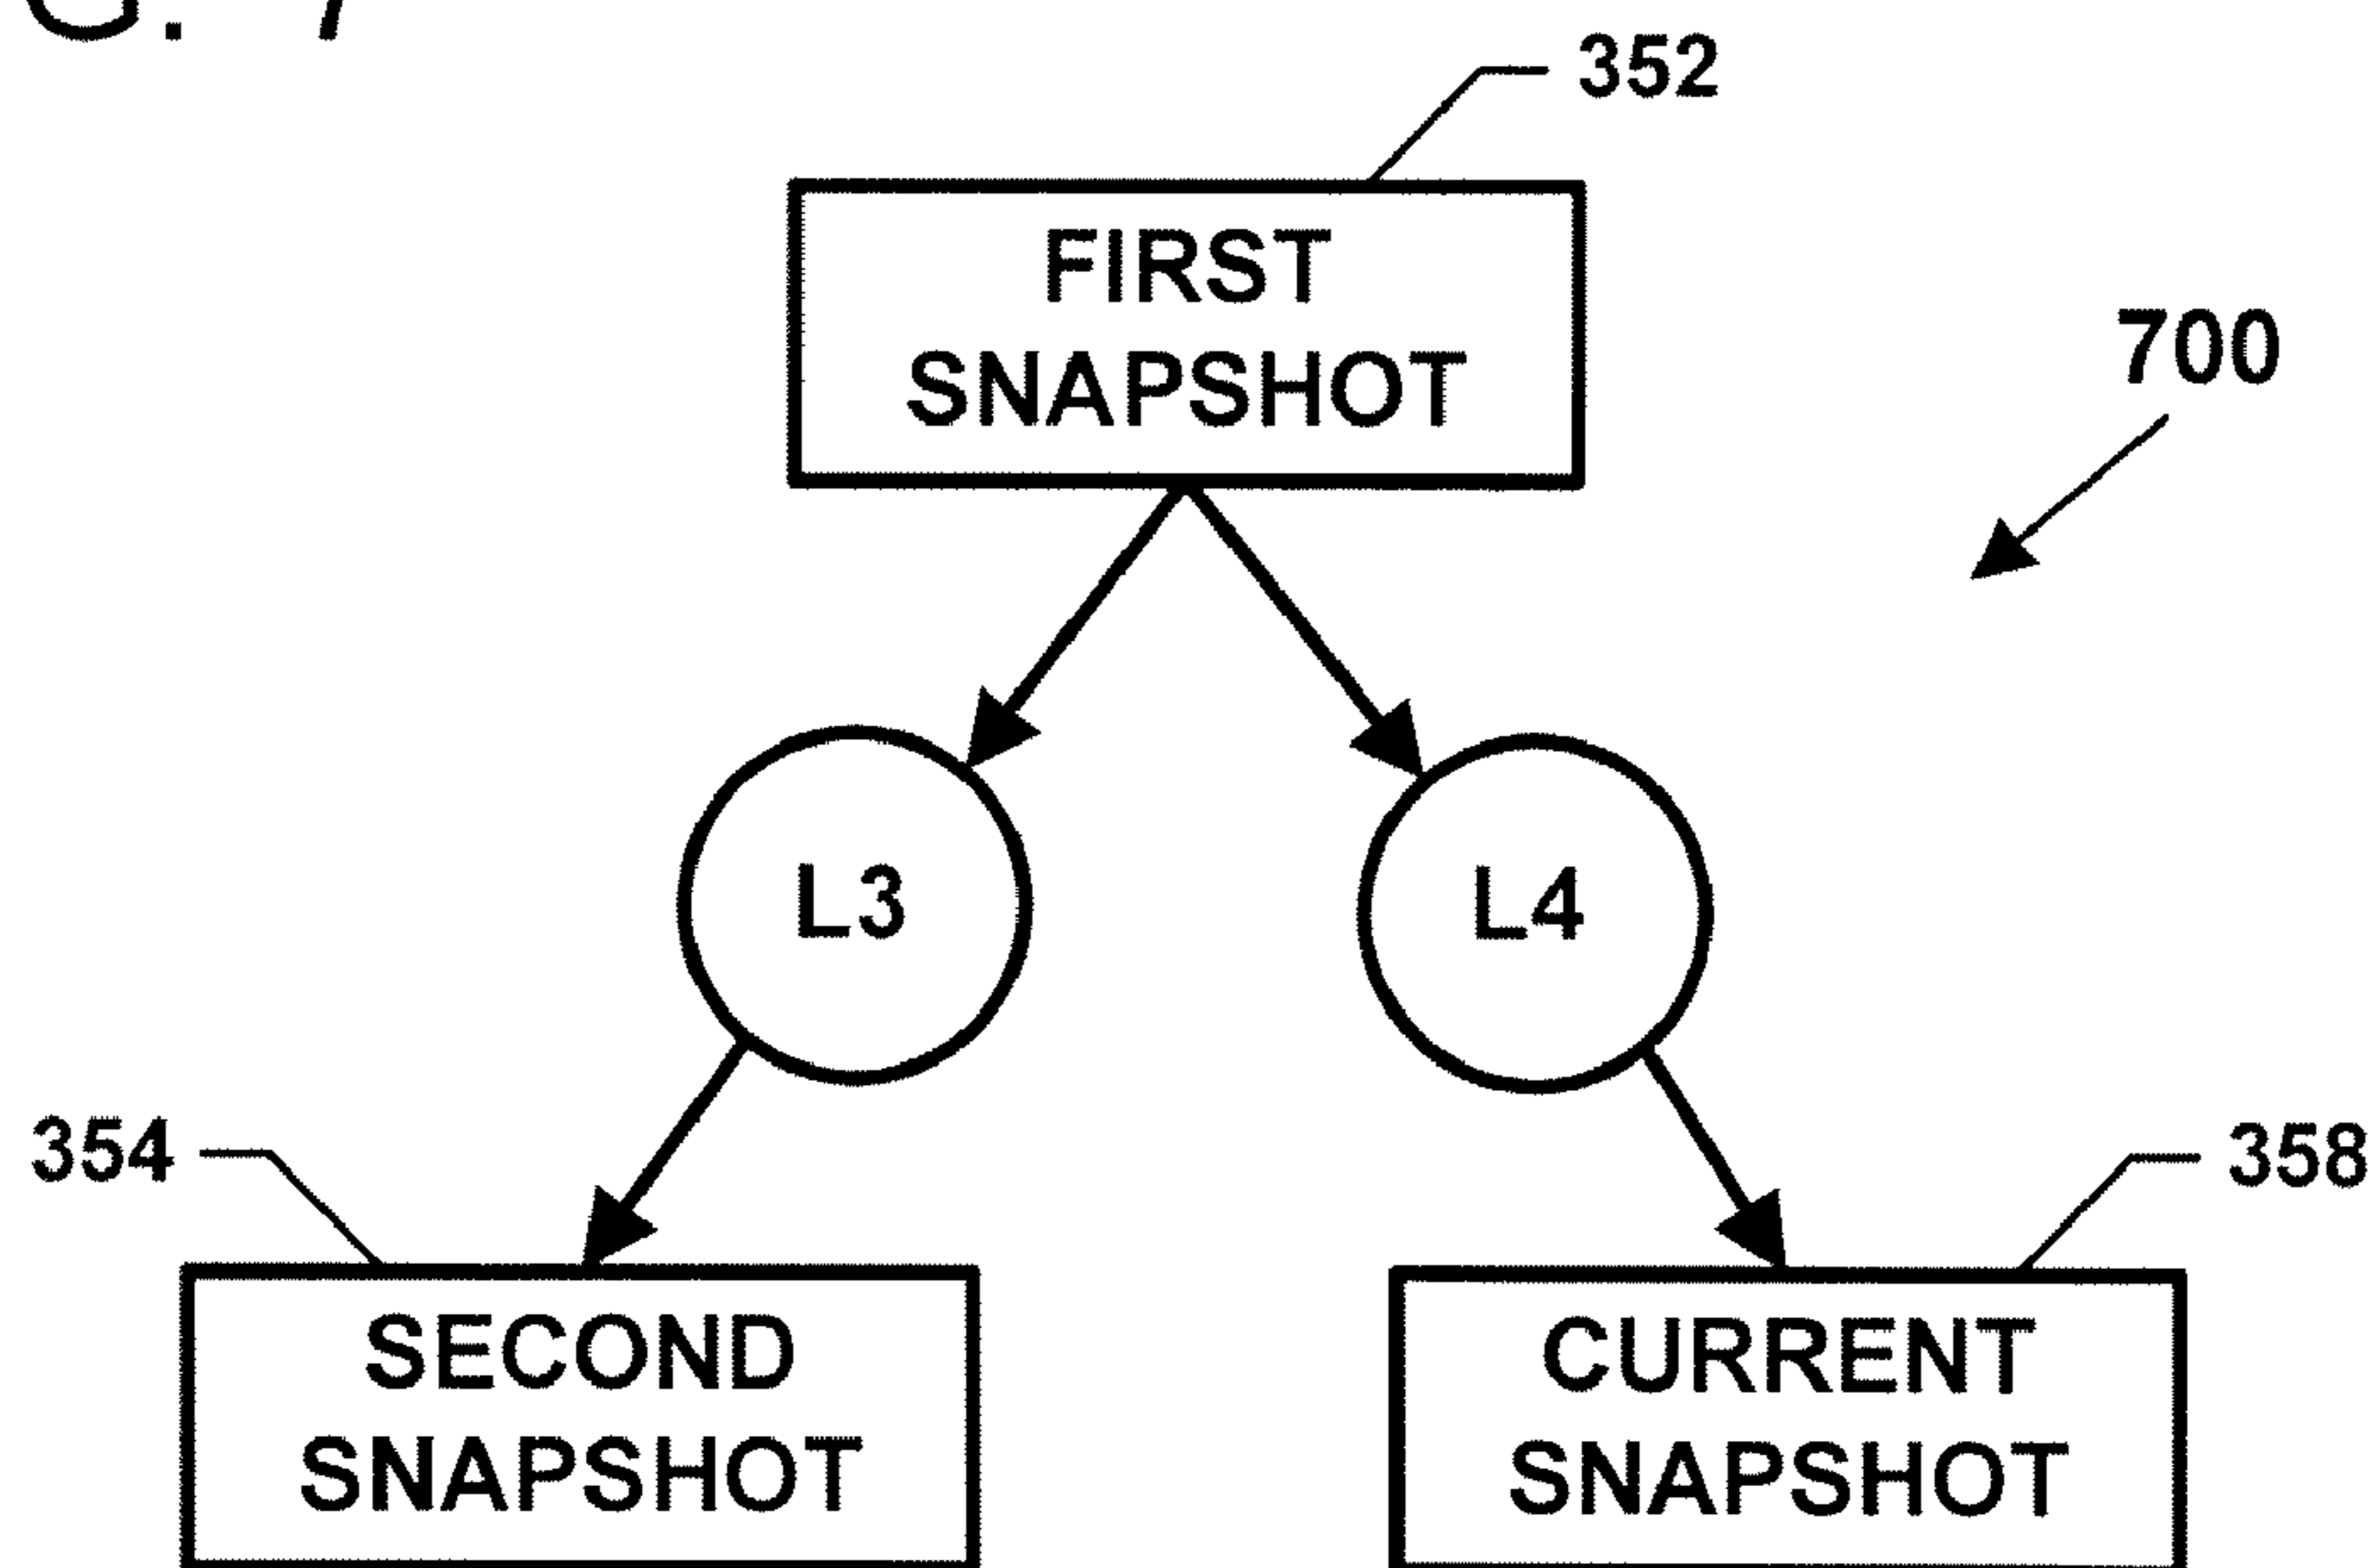 G. 7
352
FIRST
SNAPSHOT
700
L3
L4
354
358
SECOND
SNAPSHOT
CURRENT
SNAPSHOT